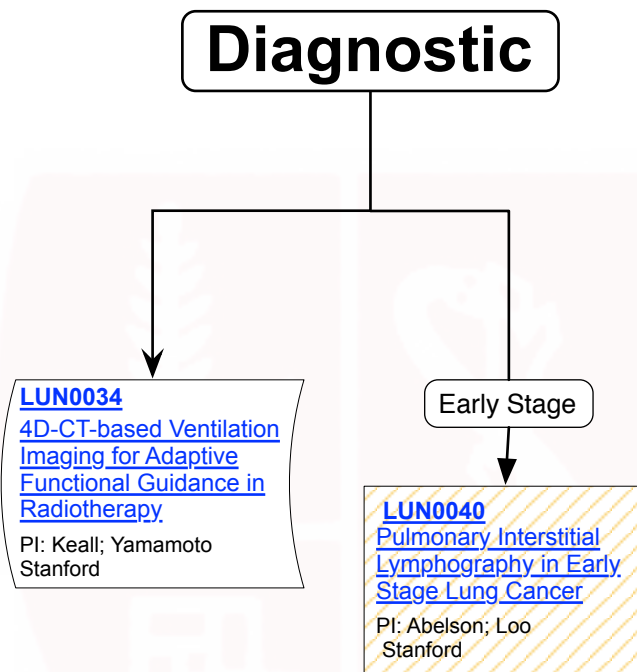 Diagnostic
LUN0034
4D-CT-based Ventilation
Imaging for Adaptive
Functional Guidance in
Radiotherapy
PI: Keall; Yamamoto
Stanford
Early Stage
LUN0040
Pulmonary Interstitial
Lymphography in Early
Stage Lung Cancer
PI: Abelson; Loo
Stanford